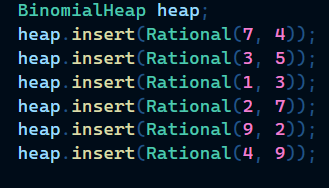 BinomialHeap heap;
heap.insert(Rational(7, 4));
heap.insert(Rational(3, 5));
heap.insert(Rational(1, 3));
heap.insert(Rational(2, 7));
heap.insert(Rational(9, 2));
heap.insert(Rational(4, 9));